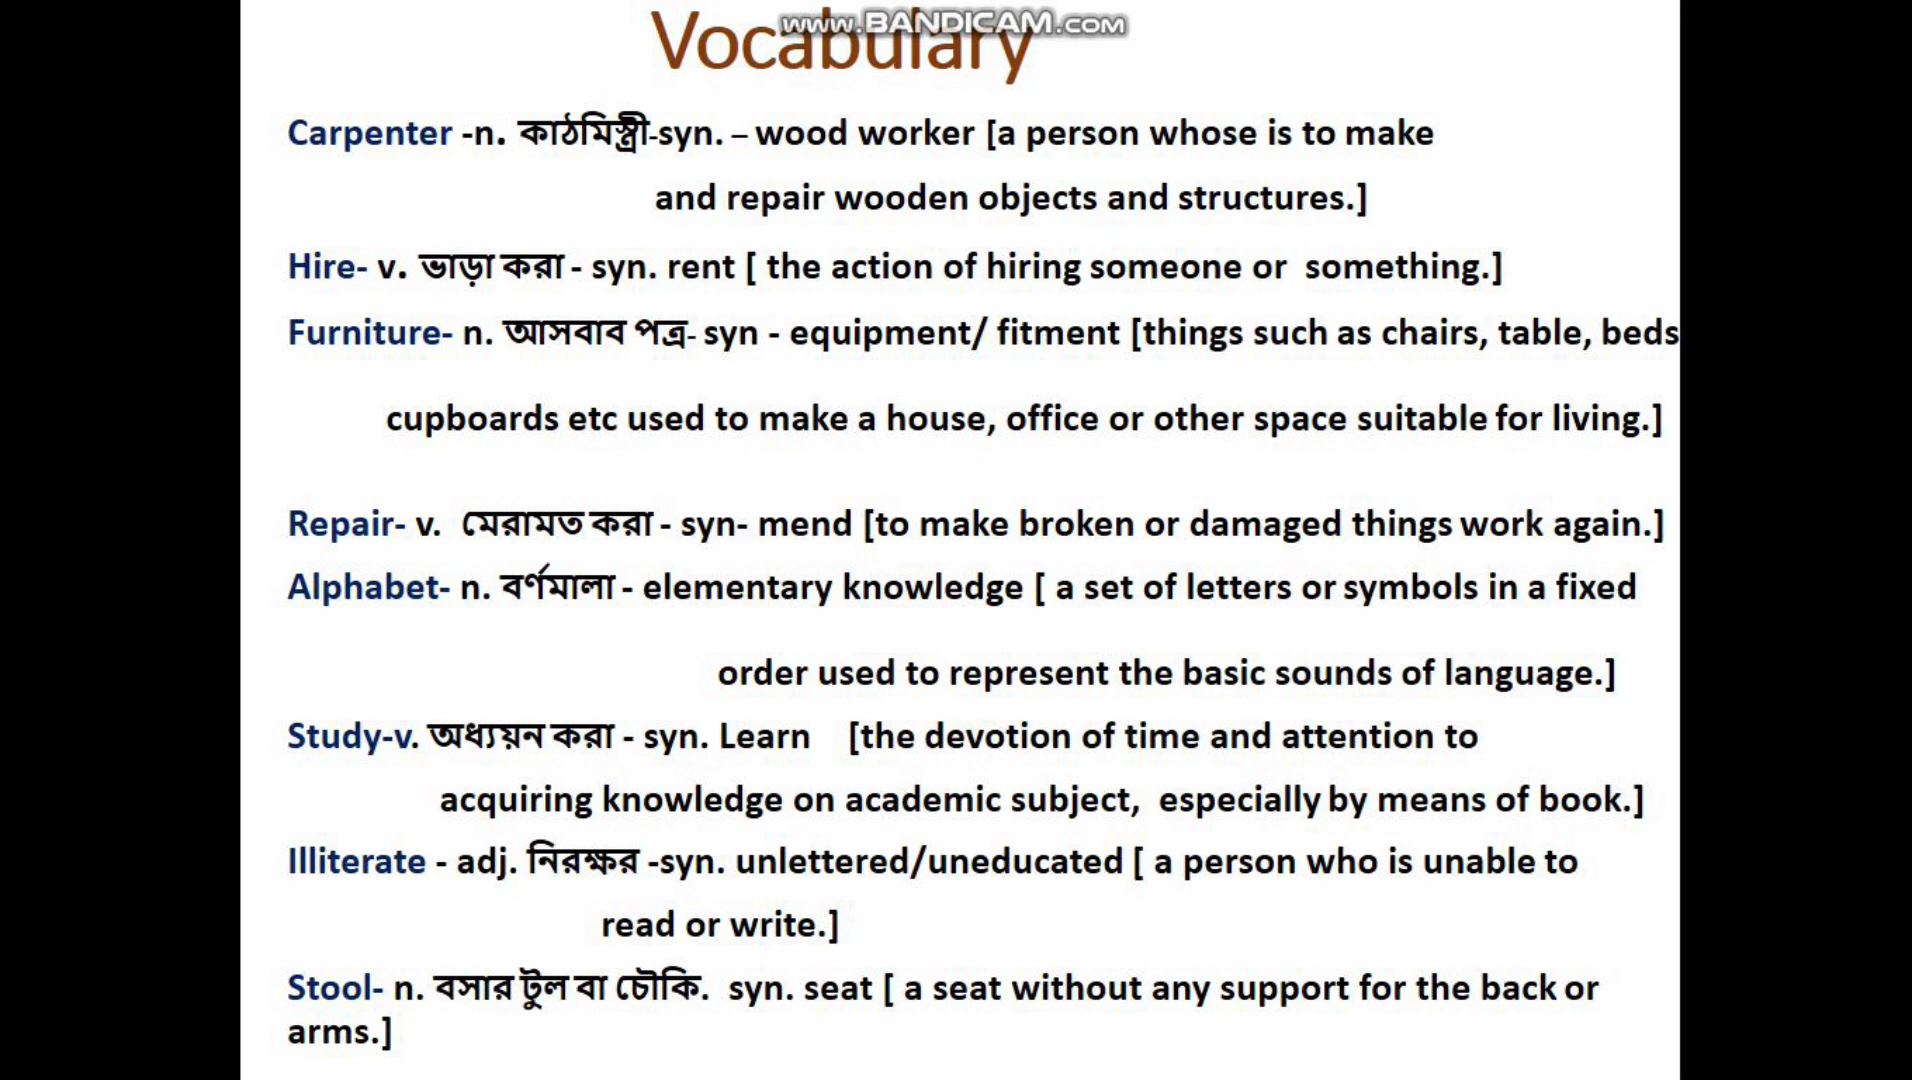 Vocabulary
www.BANDICAM.com
Carpenter -n. কাঠমিস্ত্রী-syn. – wood worker [a person whose is to make
and repair wooden objects and structures.]
Hire- v. ভাড়া করা - syn. rent [ the action of hiring someone or something.]
Furniture- n. আসবাব পত্র- syn - equipment/ fitment [things such as chairs, table, beds
cupboards etc used to make a house, office or other space suitable for living.]
Repair- v. মেরামত করা - syn- mend [to make broken or damaged things work again.]
Alphabet- n. বর্ণমালা - elementary knowledge [ a set of letters or symbols in a fixed
order used to represent the basic sounds of language.]
Study-v. অধ্যয়ন করা - syn. Learn [the devotion of time and attention to
acquiring knowledge on academic subject, especially by means of book.]
Illiterate - adj. নিরক্ষর -syn. unlettered/uneducated [ a person who is unable to
read or write.]
Stool- n. বসার টুল বা চৌকি. syn. seat [ a seat without any support for the back or
arms.]